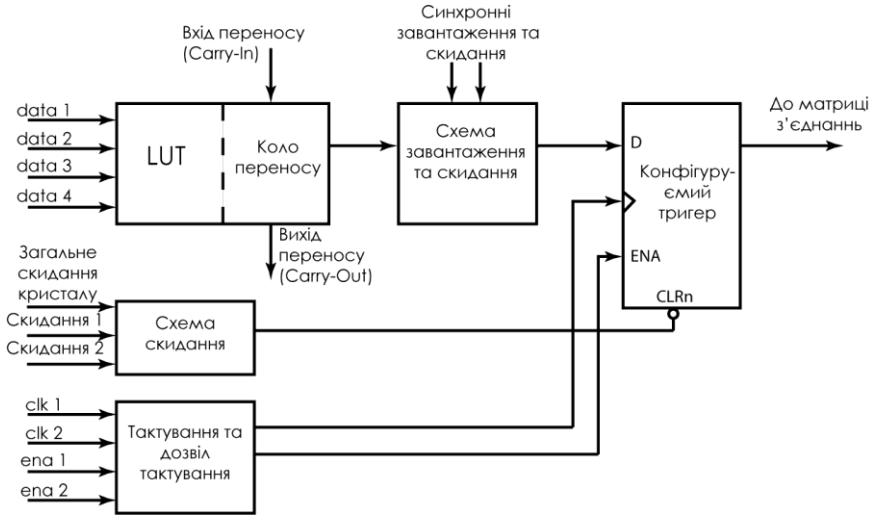 Вхід переносу
(Carry-In)
Синхронні
завантаження та
скидання
data 1
data 2
data 3
data 4
LUT
Коло
переносу
Схема
завантаження
та скидання
D
Конфігуру-
ємий
тригер
ENA
CLRn
До матриці
з’єднаннь
Вихід
переносу
(Carry-Out)
Загальне
скидання
кристалу
Скидання 1
Скидання 2
Схема
скидання
clk 1
clk 2
ena 1
ena 2
Тактування та
дозвіл
тактування